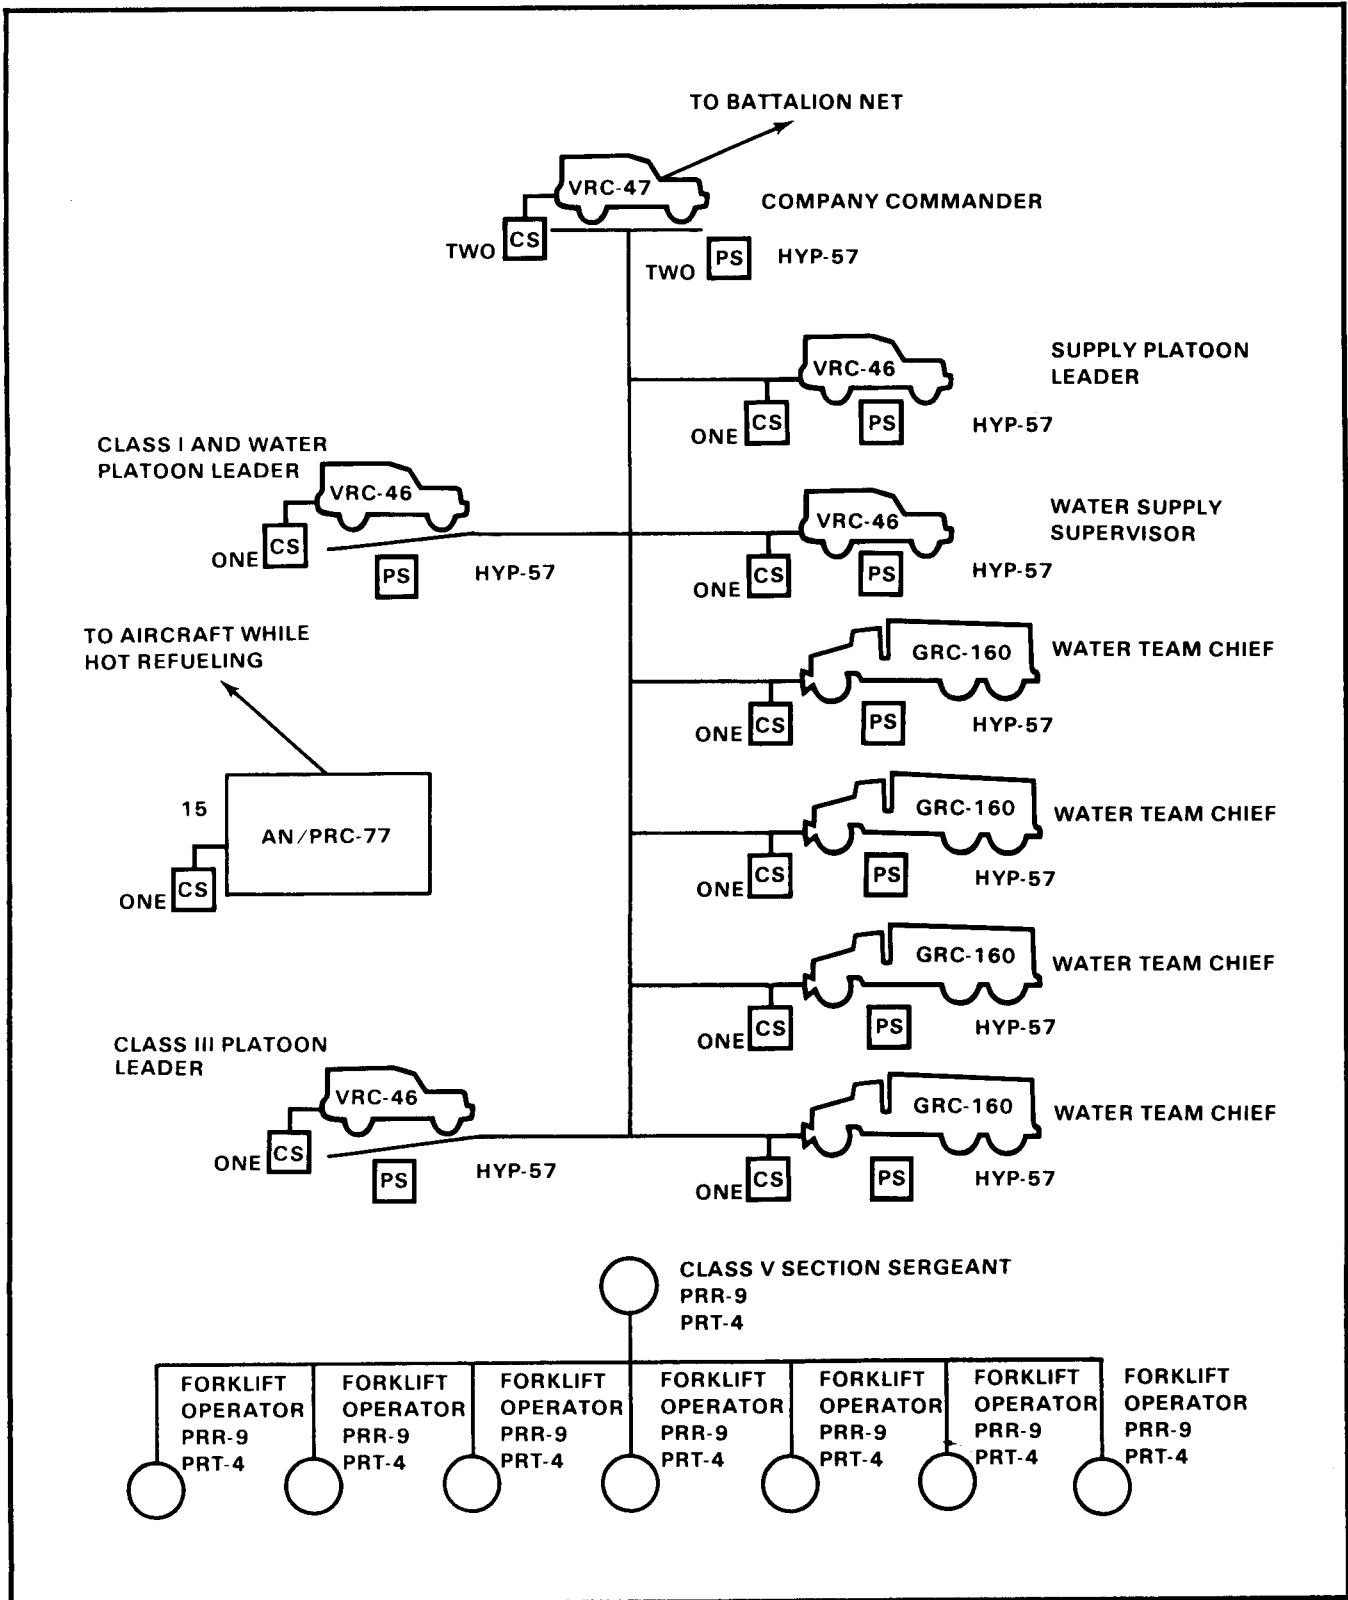 TO BATTALION NET
VRC-47
COMPANY COMMANDER
TWO
CS
TWO
PS
HYP-57
SUPPLY PLATOON
LEADER
VRC-46
ONE
CS
PS
HYP-57
CLASS I AND WATER
PLATOON LEADER
VRC-46
ONE
CS
PS
HYP-57
WATER SUPPLY
SUPERVISOR
VRC-46
ONE
CS
PS
HYP-57
TO AIRCRAFT WHILE
HOT REFUELING
15
AN/PRC-77
ONE
CS
GRC-160
WATER TEAM CHIEF
ONE
CS
PS
HYP-57
GRC-160
WATER TEAM CHIEF
ONE
CS
PS
HYP-57
GRC-160
WATER TEAM CHIEF
ONE
CS
PS
HYP-57
CLASS III PLATOON
LEADER
VRC-46
ONE
CS
PS
HYP-57
GRC-160
WATER TEAM CHIEF
ONE
CS
PS
HYP-57
CLASS V SECTION SERGEANT
PRR-9
PRT-4
FORKLIFT
OPERATOR
PRR-9
PRT-4
FORKLIFT
OPERATOR
PRR-9
PRT-4
FORKLIFT
OPERATOR
PRR-9
PRT-4
FORKLIFT
OPERATOR
PRR-9
PRT-4
FORKLIFT
OPERATOR
PRR-9
PRT-4
FORKLIFT
OPERATOR
PRR-9
PRT-4
FORKLIFT
OPERATOR
PRR-9
PRT-4